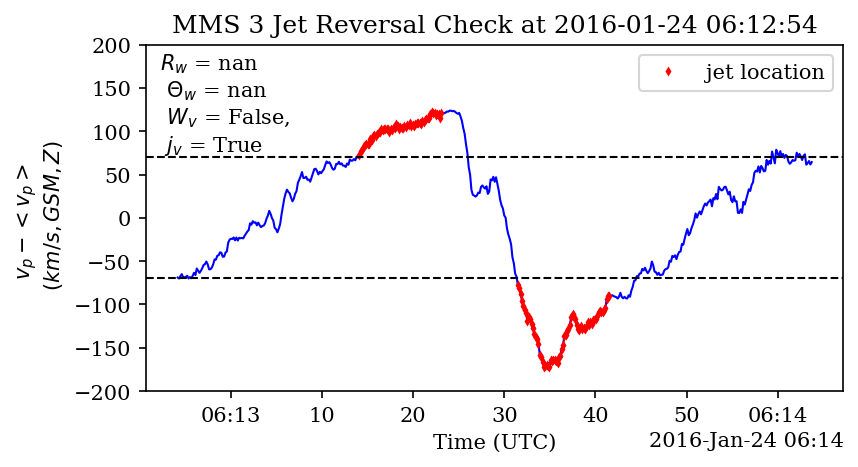 MMS 3 Jet Reversal Check at 2016-01-24 06:12:54
R_w = nan
Θ_w = nan
W_v = False,
j_v = True
jet location
200
150
100
50
0
−50
−100
−150
−200
v_p − < v_p >
(km/s, GSM, Z)
06:13 10 20 30 40 50 06:14
Time (UTC)
2016-Jan-24 06:14